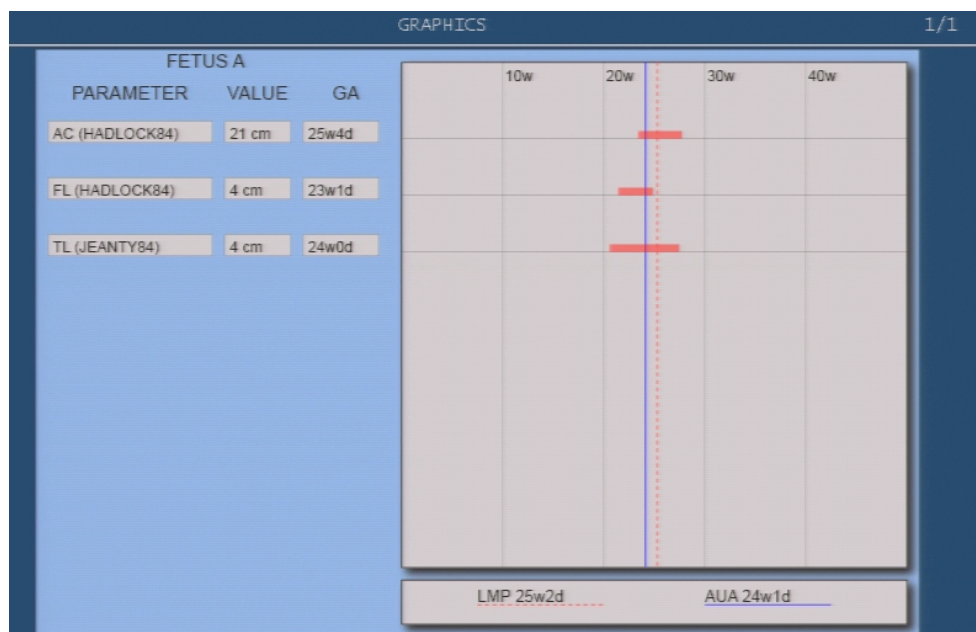 GRAPHICS 1/1
FETUS A
PARAMETER VALUE GA
AC (HADLOCK84) 21 cm 25w4d
FL (HADLOCK84) 4 cm 23w1d
TL (JEANTY84) 4 cm 24w0d
10w 20w 30w 40w
LMP 25w2d AUA 24w1d